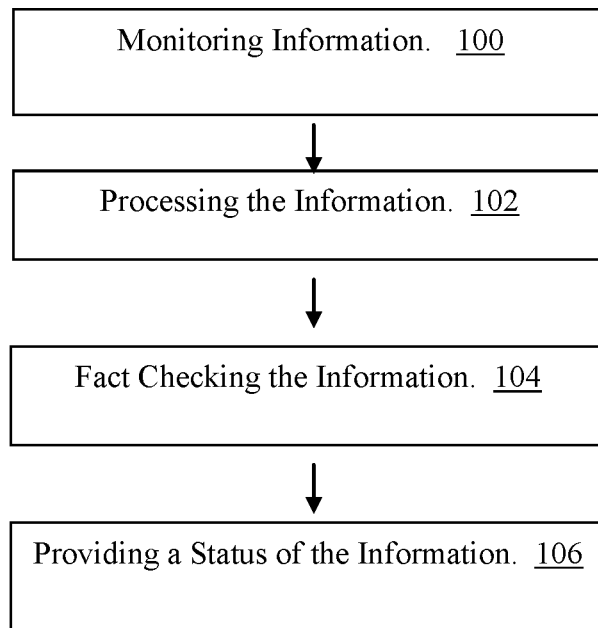 Monitoring Information. 100
Processing the Information. 102
Fact Checking the Information. 104
Providing a Status of the Information. 106